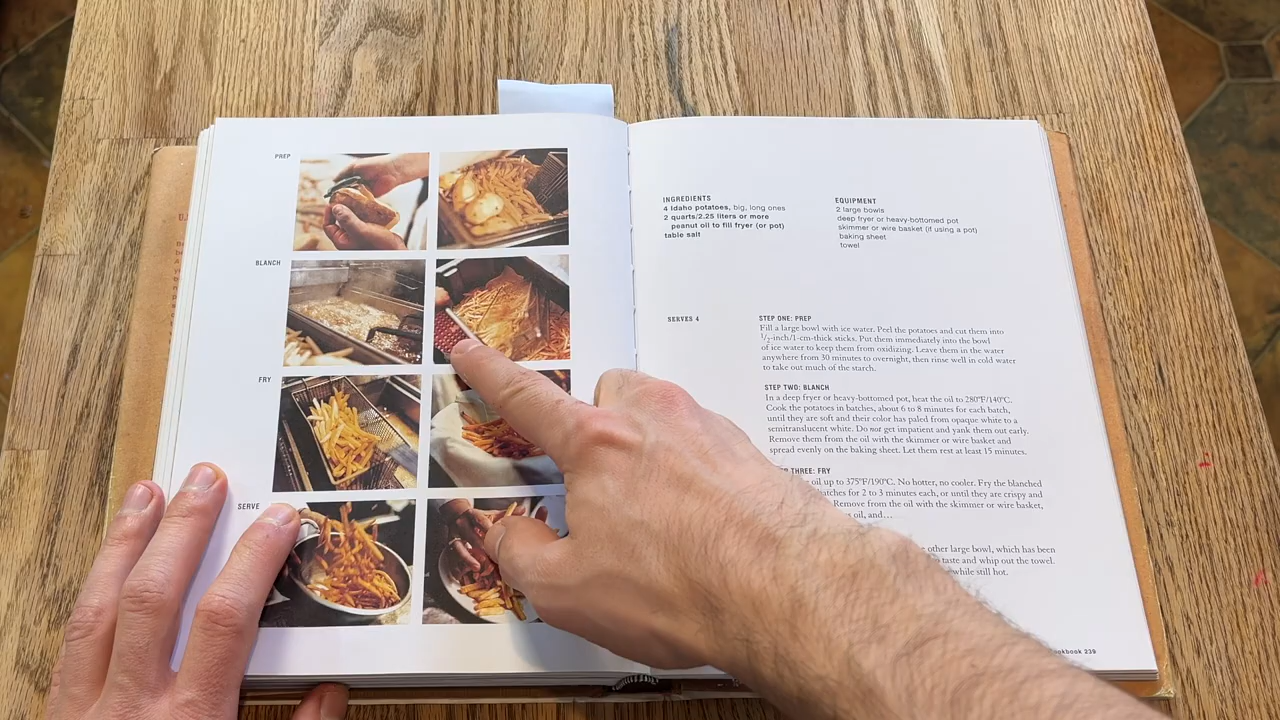 PREP
BLANCH
FRY
SERVE
INGREDIENTS
4 Idaho potatoes, big, long ones
2 quarts/2.25 liters or more
peanut oil to fill fryer (or pot)
table salt
EQUIPMENT
2 large bowls
deep fryer or heavy-bottomed pot
skimmer or wire basket (if using a pot)
baking sheet
towel
SERVES 4
STEP ONE: PREP
Fill a large bowl with ice water. Peel the potatoes and cut them into
1/2-inch/1-cm-thick sticks. Put them immediately into the bowl
of ice water to keep them from oxidizing. Leave them in the water
anywhere from 30 minutes to overnight, then rinse well in cold water
to take out much of the starch.
STEP TWO: BLANCH
In a deep fryer or heavy-bottomed pot, heat the oil to 280°F/140°C.
Cook the potatoes in batches, about 6 to 8 minutes for each batch,
until they are soft and their color has paled from opaque white to a
semitranslucent white. Do not get impatient and yank them out early.
Remove them from the oil with the skimmer or wire basket and
spread evenly on the baking sheet. Let them rest at least 15 minutes.
THREE: FRY
oil up to 375°F/190°C. No hotter, no cooler. Fry the blanched
for 2 to 3 minutes each, or until they are crispy and
Remove from the oil with the skimmer or wire basket,
oil, and…
other large bowl, which has been
taste and whip out the towel.
while still hot.
239